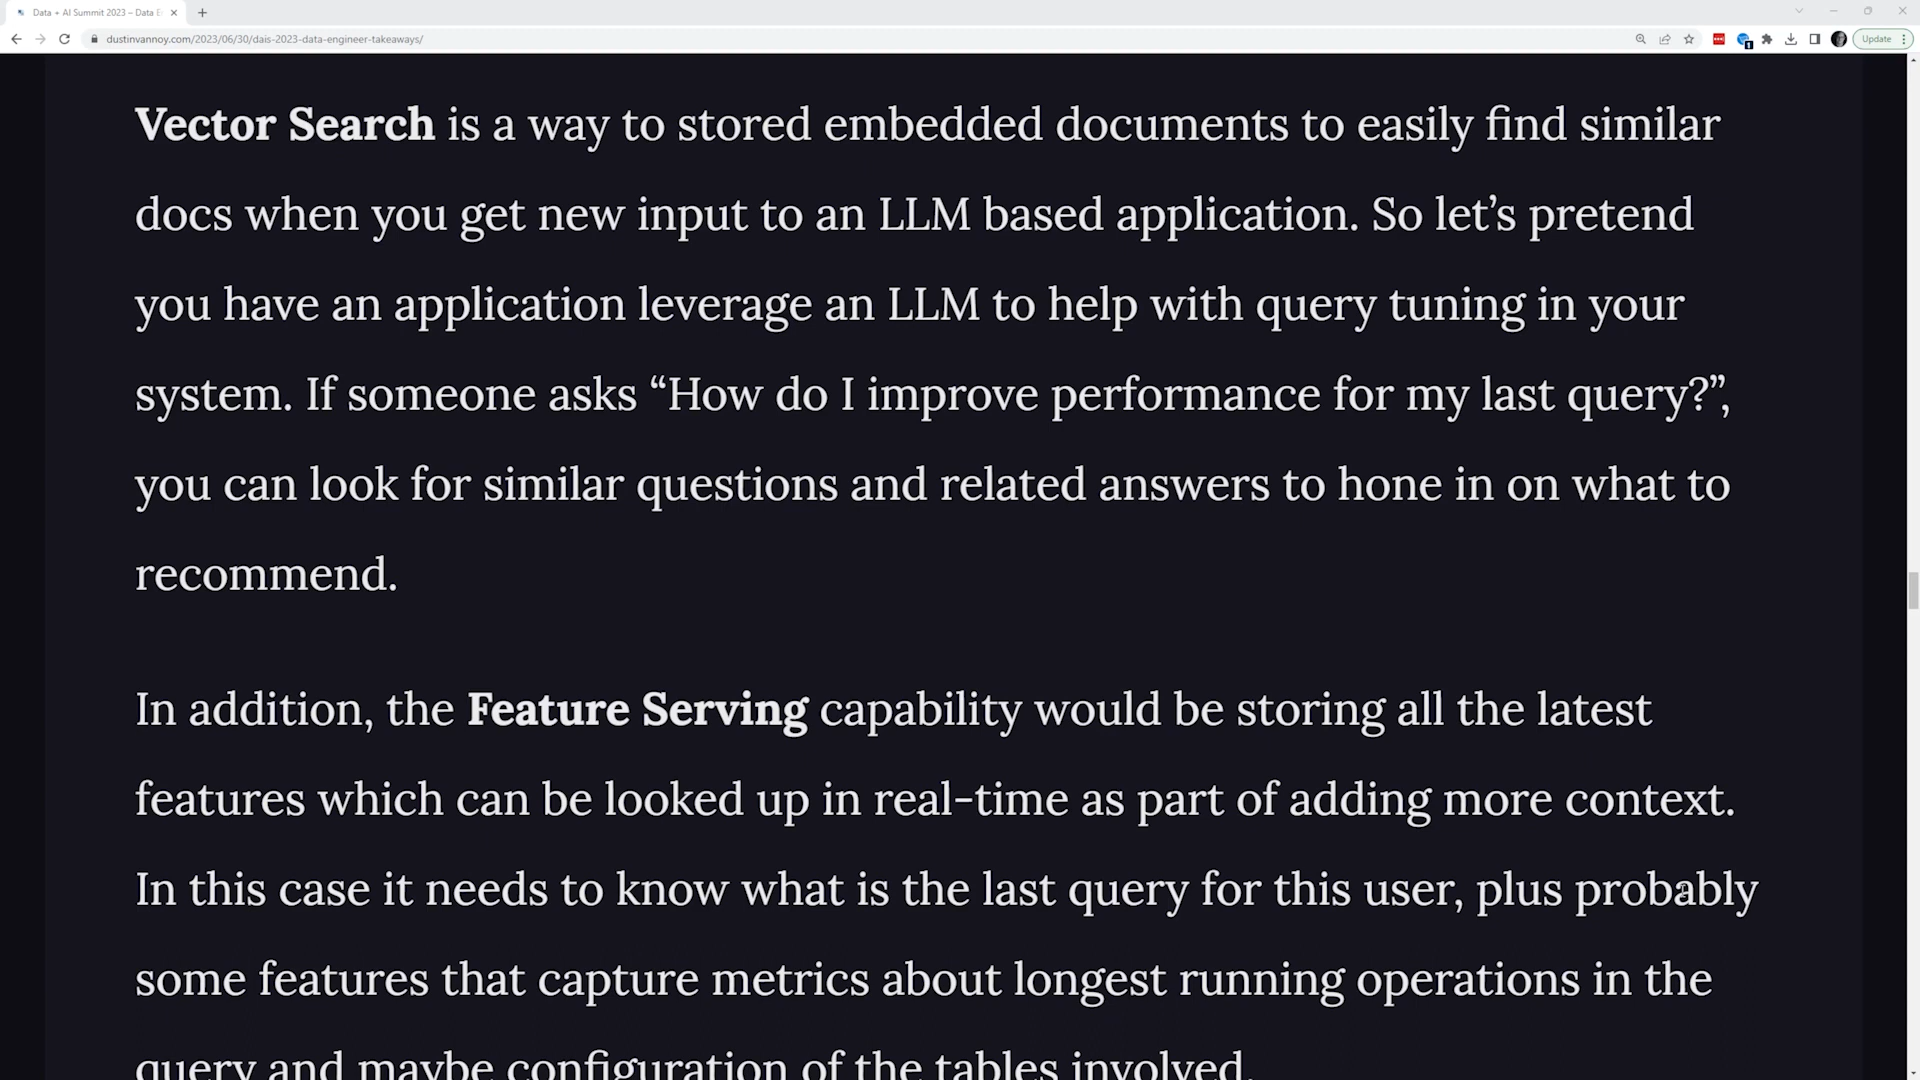 Data + AI Summit 2023 – Data E
dustinvannoy.com/2023/06/30/dais-2023-data-engineer-takeaways/
Update
Vector Search is a way to stored embedded documents to easily find similar
docs when you get new input to an LLM based application. So let’s pretend
you have an application leverage an LLM to help with query tuning in your
system. If someone asks “How do I improve performance for my last query?”,
you can look for similar questions and related answers to hone in on what to
recommend.
In addition, the Feature Serving capability would be storing all the latest
features which can be looked up in real-time as part of adding more context.
In this case it needs to know what is the last query for this user, plus probably
some features that capture metrics about longest running operations in the
query and maybe configuration of the tables involved.